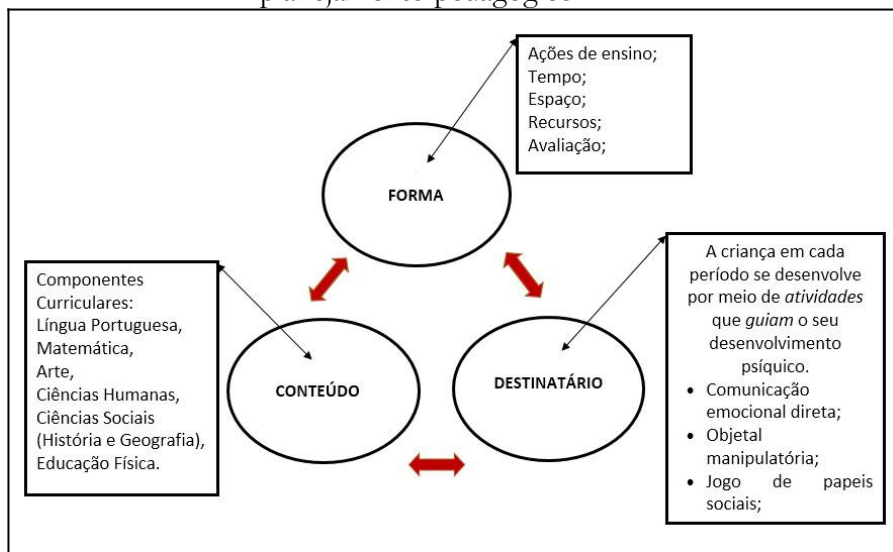 planejamento pedagógico
Ações de ensino;
Tempo;
Espaço;
Recursos;
Avaliação;
FORMA
Componentes
Curriculares:
Língua Portuguesa,
Matemática,
Arte,
Ciências Humanas,
Ciências Sociais
(História e Geografia),
Educação Física.
CONTEÚDO
DESTINATÁRIO
A criança em cada
período se desenvolve
por meio de atividades
que guiam o seu
desenvolvimento
psíquico.
• Comunicação
emocional direta;
• Objetal
manipulatória;
• Jogo de papeis
sociais;